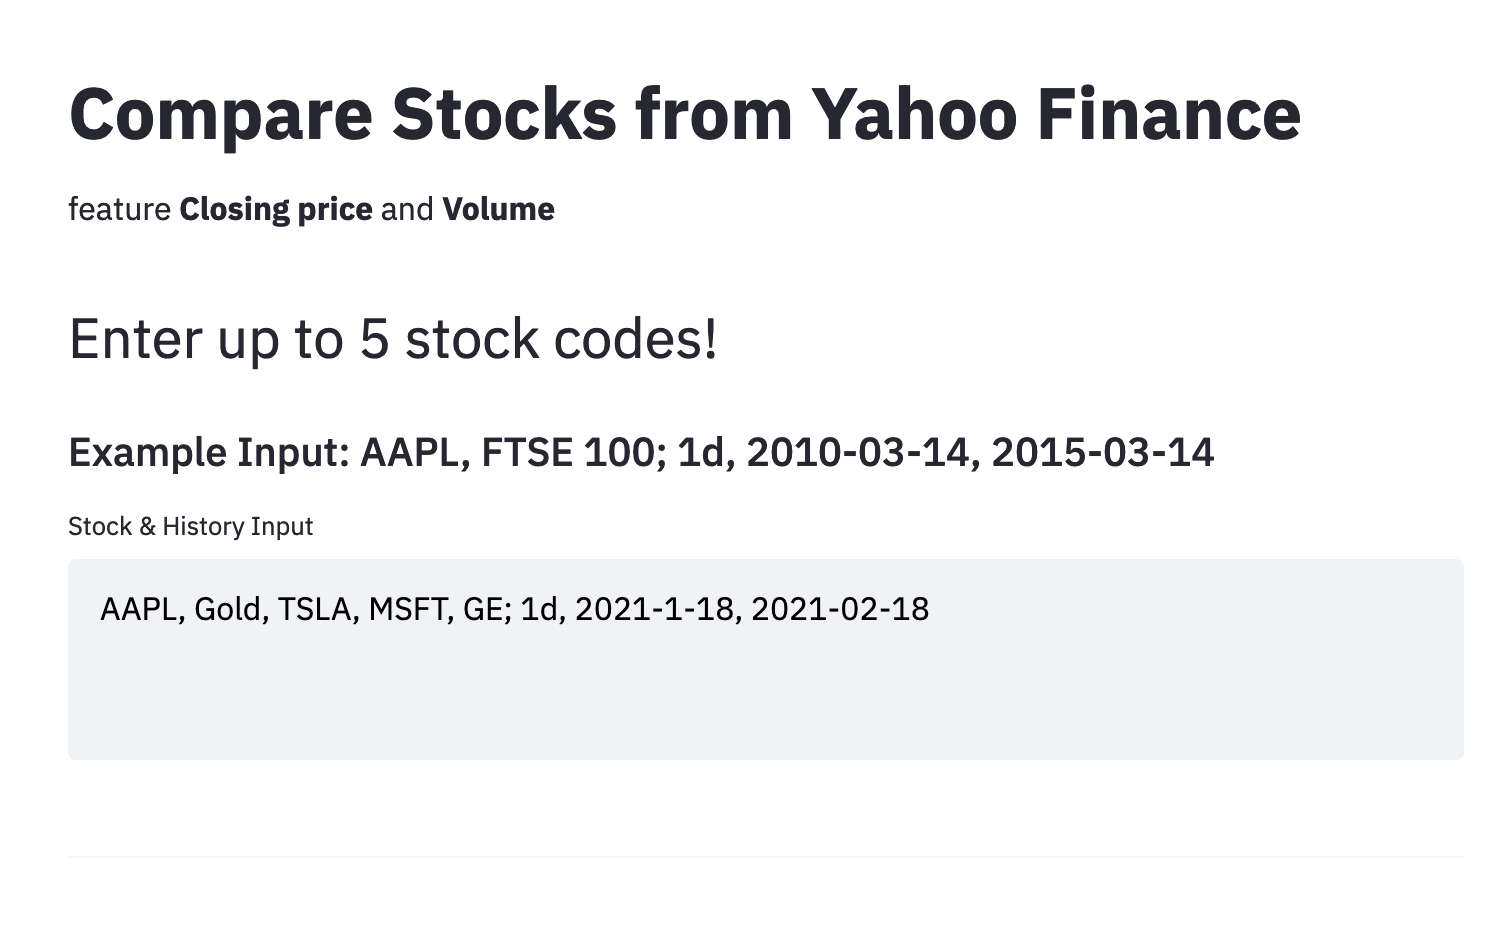 Compare Stocks from Yahoo Finance
feature Closing price and Volume
Enter up to 5 stock codes!
Example Input: AAPL, FTSE 100; 1d, 2010-03-14, 2015-03-14
Stock & History Input
AAPL, Gold, TSLA, MSFT, GE; 1d, 2021-1-18, 2021-02-18